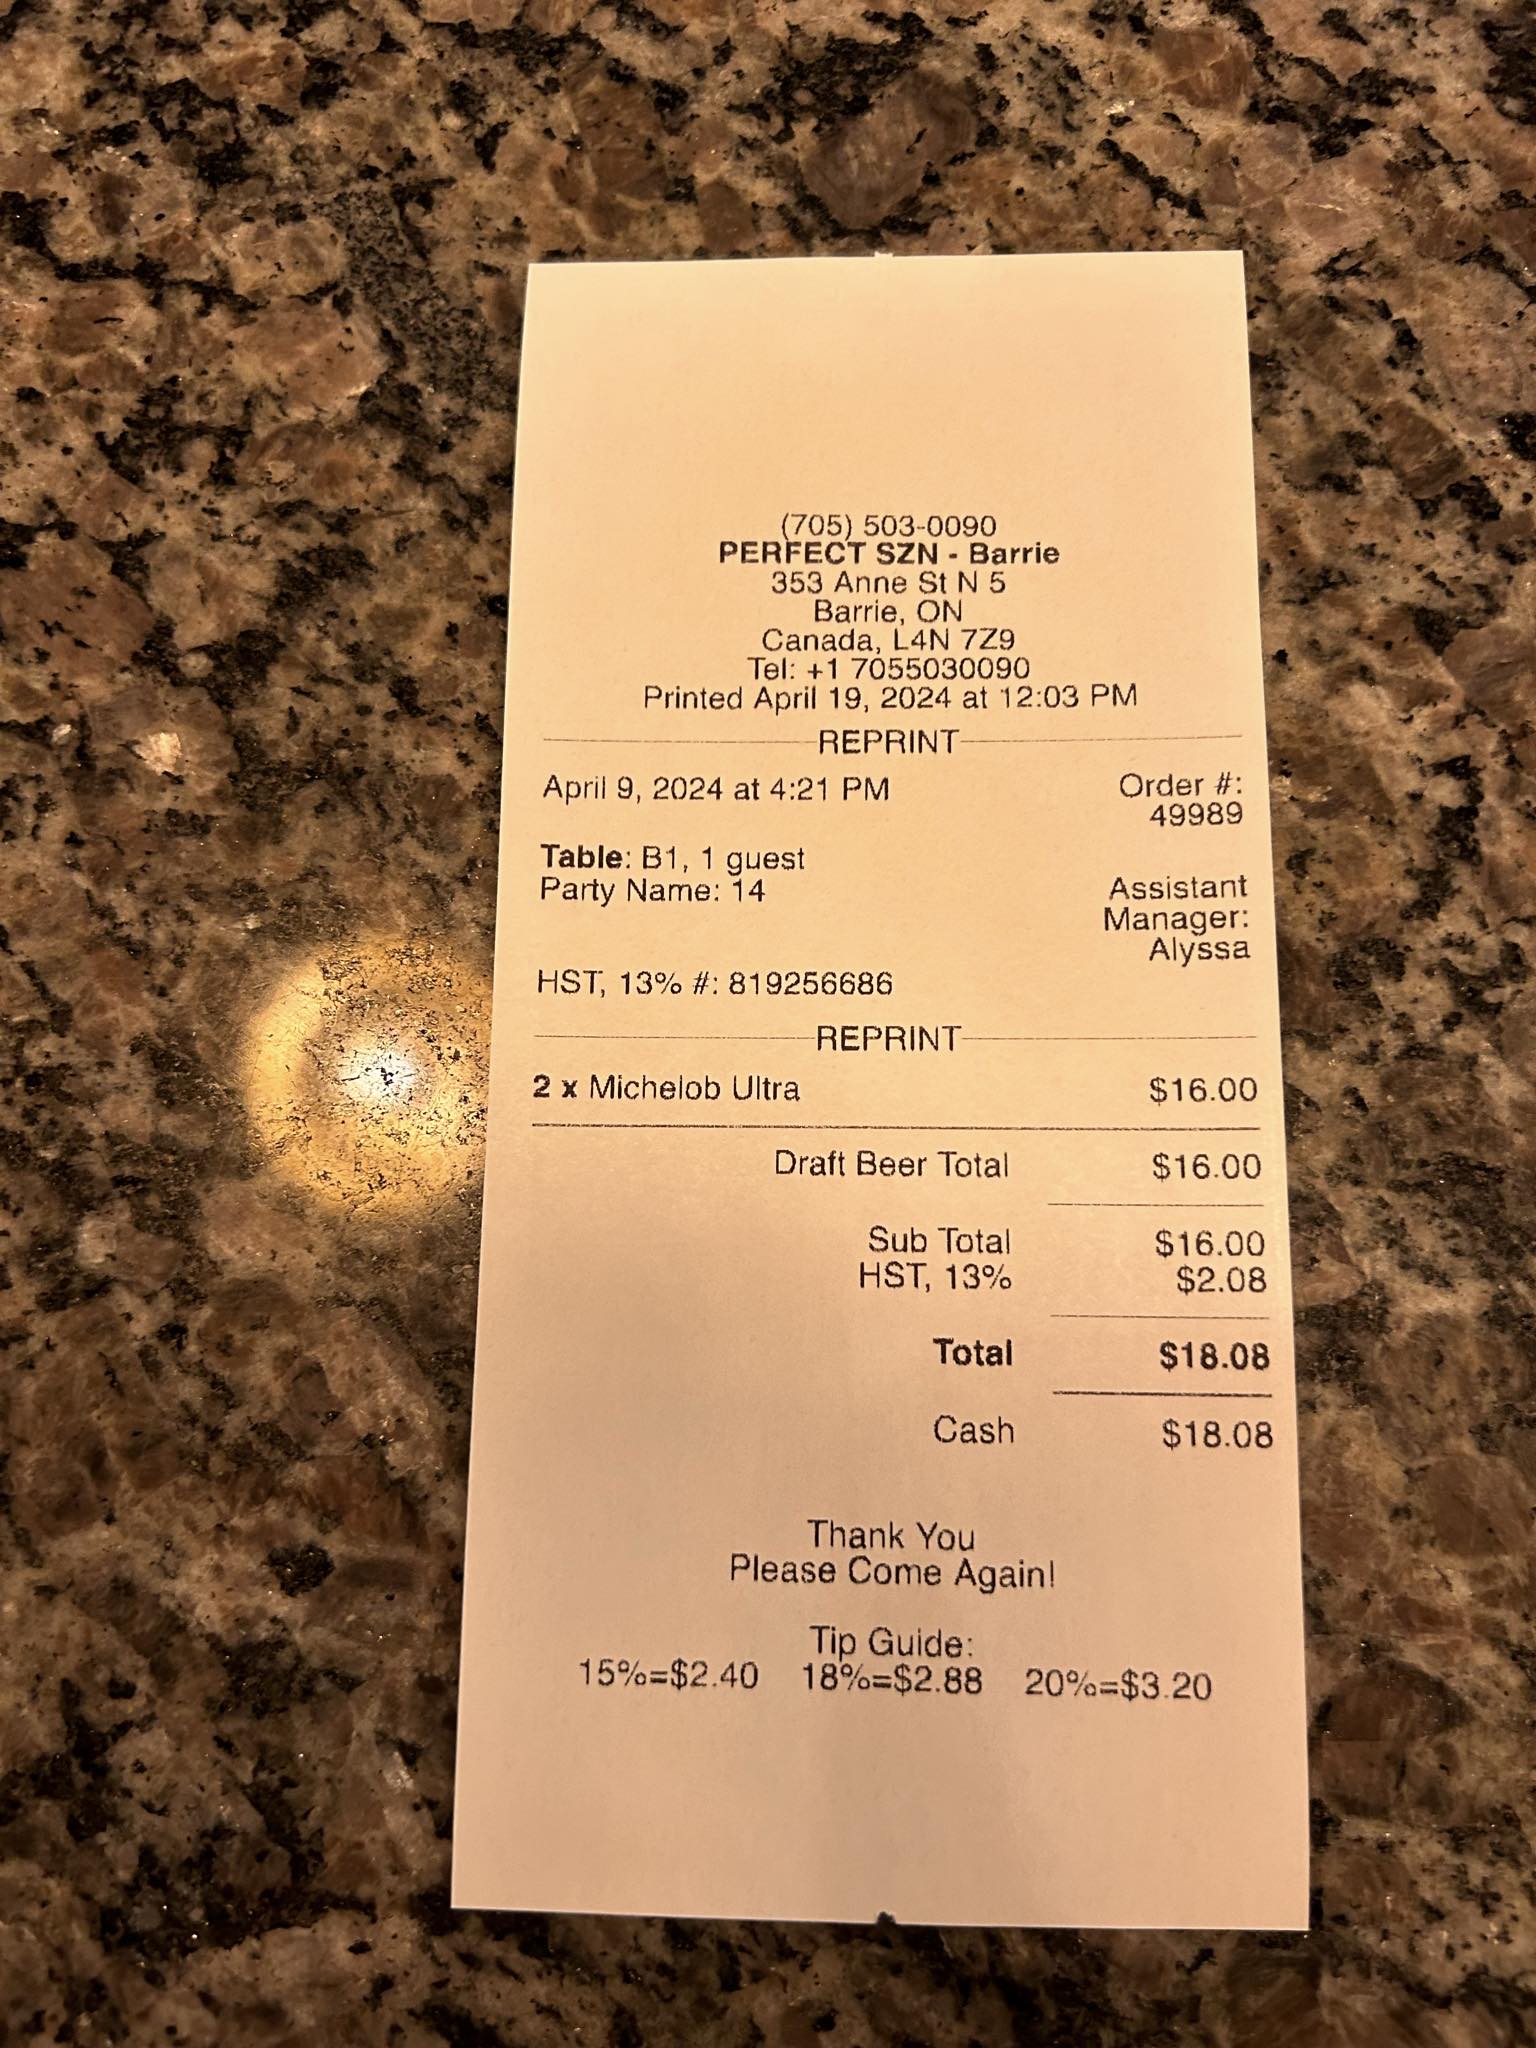 (705) 503-0090
PERFECT SZN - Barrie
353 Anne St N 5
Barrie, ON
Canada, L4N 7Z9
Tel: +1 7055030090
Printed April 19, 2024 at 12:03 PM
REPRINT
April 9, 2024 at 4:21 PM Order #:
49989
Table: B1, 1 guest
Party Name: 14 Assistant
Manager:
Alyssa
HST, 13% #: 819256686
REPRINT
2 x Michelob Ultra $16.00
Draft Beer Total $16.00
Sub Total $16.00
HST, 13% $2.08
Total $18.08
Cash $18.08
Thank You
Please Come Again!
Tip Guide:
15%=$2.40 18%=$2.88 20%=$3.20